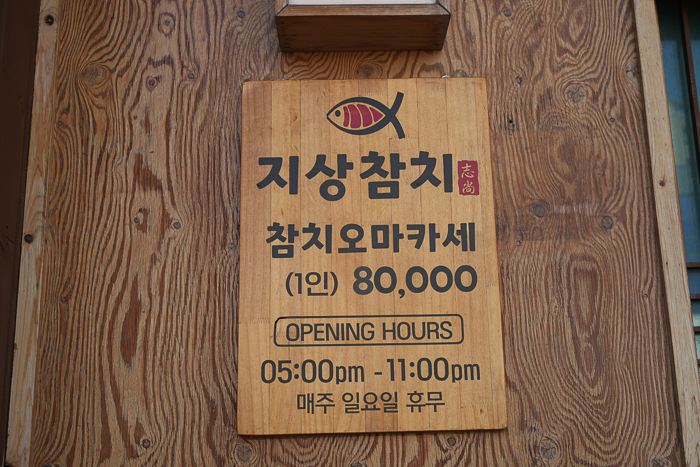 지상참치 志尚
참치오마카세
(1인) 80,000
OPENING HOURS
05:00pm - 11:00pm
매주 일요일 휴무